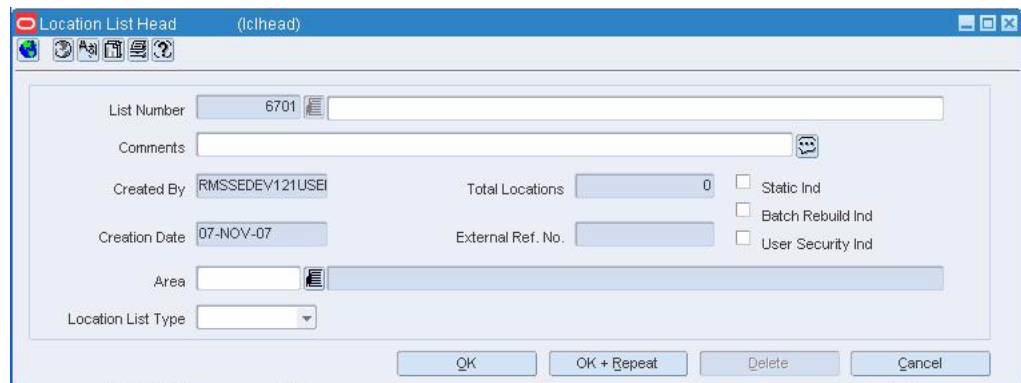 Location List Head (lclhead)
List Number 6701
Comments
Created By RMSSEDEV121USEI Total Locations 0 Static Ind
Batch Rebuild Ind
Creation Date 07-NOV-07 External Ref. No. User Security Ind
Area
Location List Type
OK OK + Repeat Delete Cancel